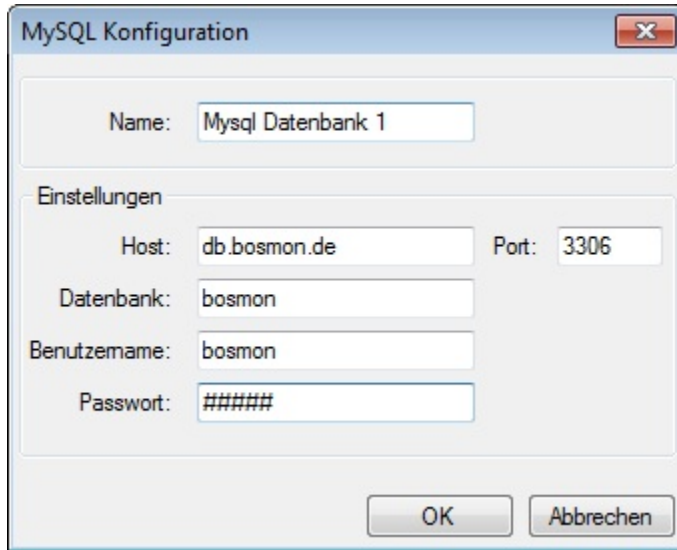 MySQL Konfiguration
Name: Mysql Datenbank 1
Einstellungen
Host: db.bosmon.de Port: 3306
Datenbank: bosmon
Benutzername: bosmon
Passwort: #####
OK Abbrechen